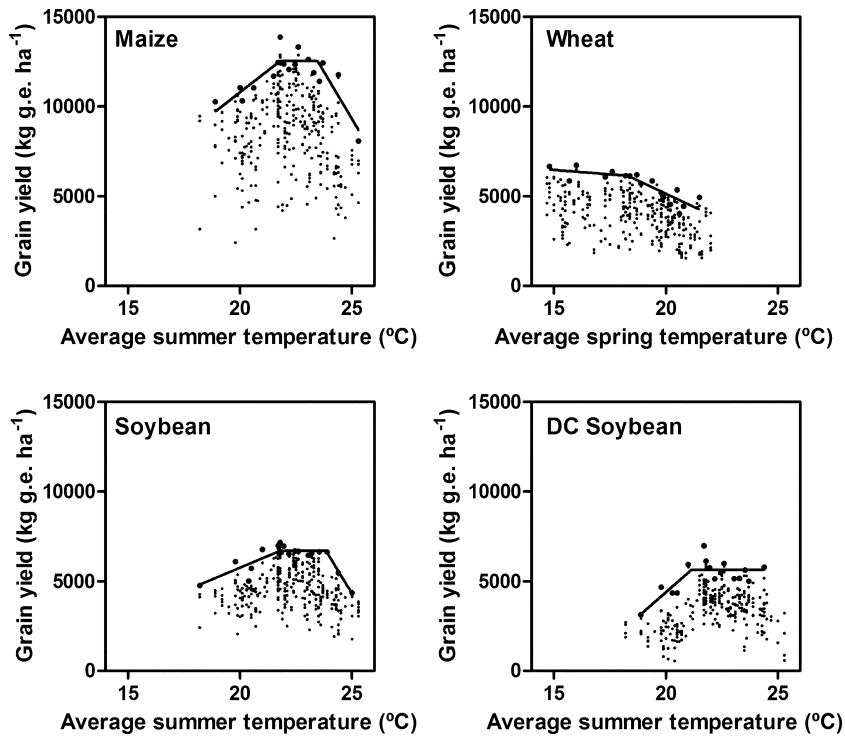 Maize
Grain yield (kg g.e. ha⁻¹)
15000
10000
5000
0
15 20 25
Average summer temperature (ºC)
Wheat
Grain yield (kg g.e. ha⁻¹)
15000
10000
5000
0
15 20 25
Average spring temperature (ºC)
Soybean
Grain yield (kg g.e. ha⁻¹)
15000
10000
5000
0
15 20 25
Average summer temperature (ºC)
DC Soybean
Grain yield (kg g.e. ha⁻¹)
15000
10000
5000
0
15 20 25
Average summer temperature (ºC)